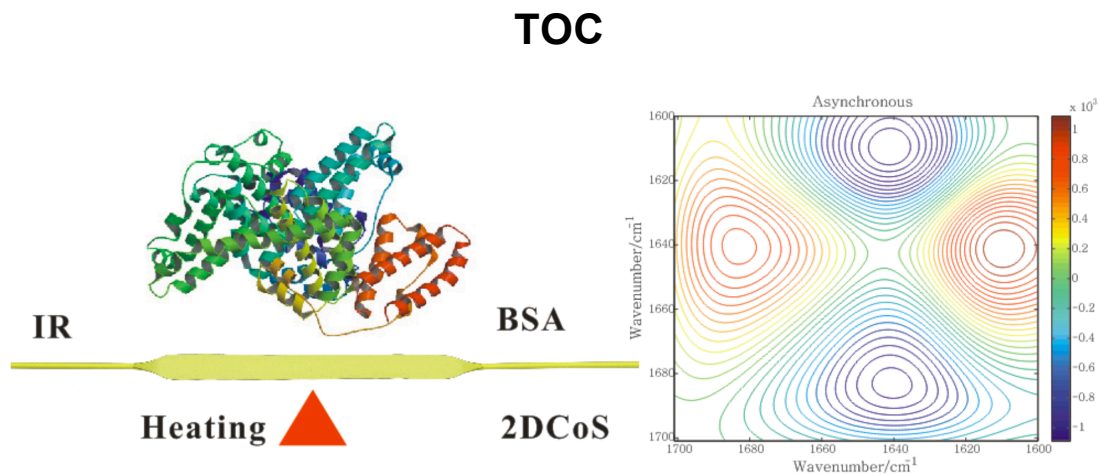 TOC
IR
BSA
Heating
2DCoS
Asynchronous
x 10³
1600
1620
1640
1660
1680
1700
Wavenumber/cm⁻¹
1700
1680
1660
1640
1620
1600
Wavenumber/cm⁻¹
1
0.8
0.6
0.4
0.2
0
−0.2
−0.4
−0.6
−0.8
−1